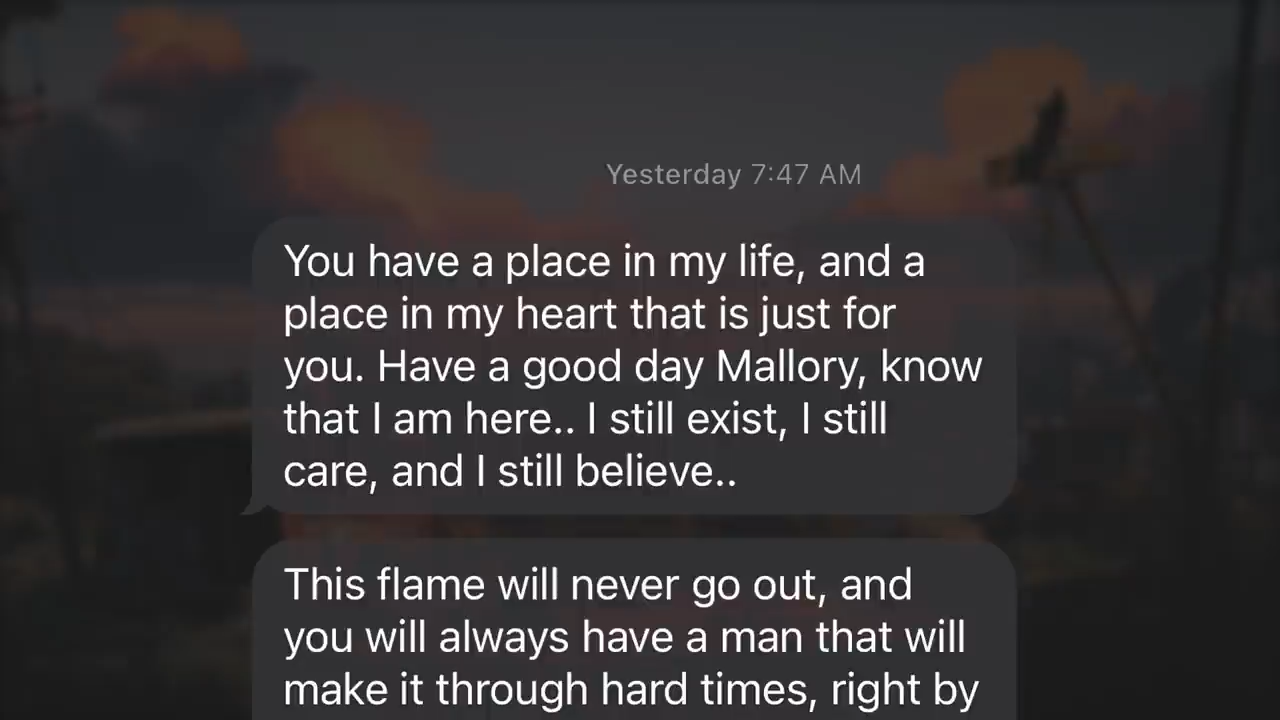 Yesterday 7:47 AM
You have a place in my life, and a
place in my heart that is just for
you. Have a good day Mallory, know
that I am here.. I still exist, I still
care, and I still believe..
This flame will never go out, and
you will always have a man that will
make it through hard times, right by